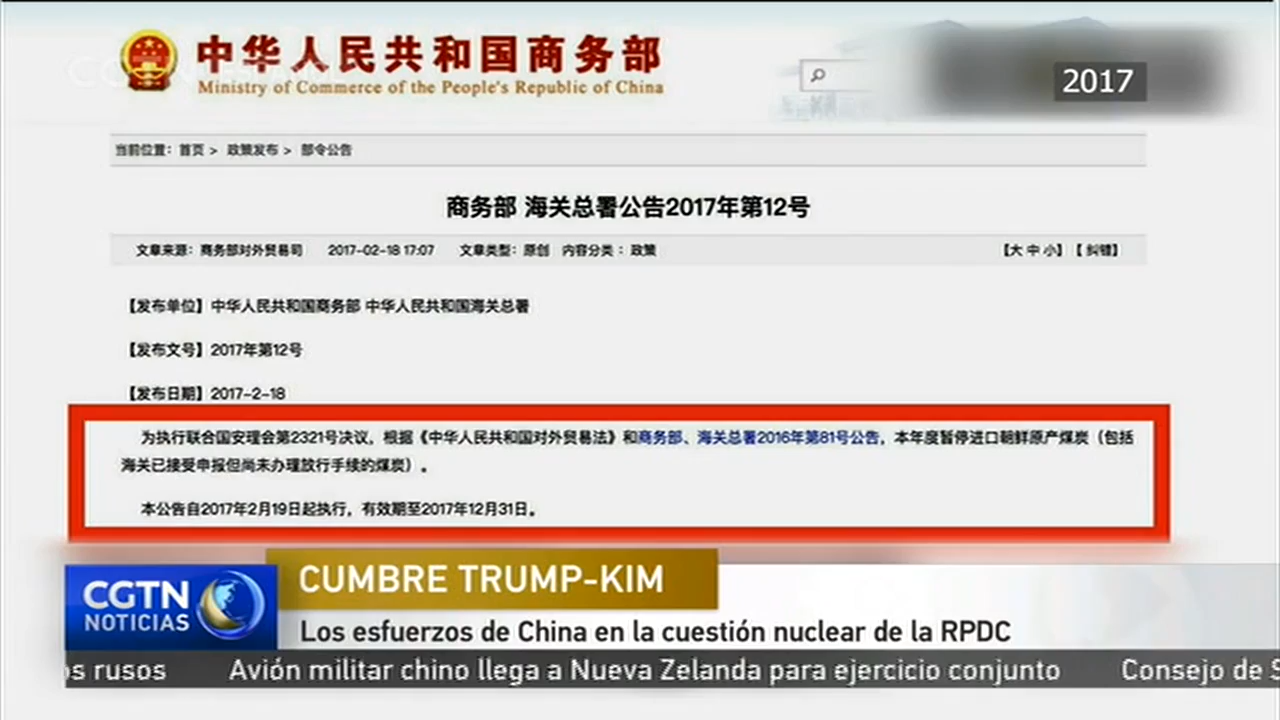 中华人民共和国商务部
Ministry of Commerce of the People's Republic of China
2017
当前位置：首页 > 政策发布 > 部令公告
商务部 海关总署公告2017年第12号
文章来源：商务部对外贸易司 2017-02-18 17:07 文章类型：原创 内容分类：政策 【大 中 小】【纠错】
【发布单位】中华人民共和国商务部 中华人民共和国海关总署
【发布文号】2017年第12号
【发布日期】2017-2-18
为执行联合国安理会第2321号决议，根据《中华人民共和国对外贸易法》和商务部、海关总署2016年第81号公告，本年度暂停进口朝鲜原产煤炭（包括
海关已接受申报但尚未办理放行手续的煤炭）。
本公告自2017年2月19日起执行，有效期至2017年12月31日。
CUMBRE TRUMP-KIM
CGTN
NOTICIAS
Los esfuerzos de China en la cuestión nuclear de la RPDC
os rusos Avión militar chino llega a Nueva Zelanda para ejercicio conjunto Consejo de S